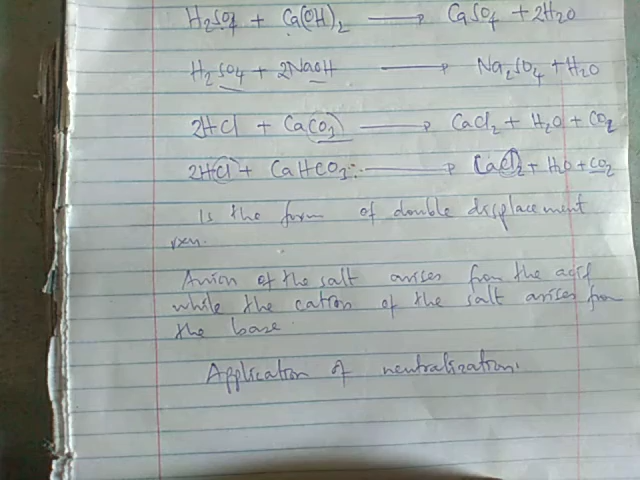 H₂SO₄ + Ca(OH)₂ → CaSO₄ + 2H₂O
H₂SO₄ + 2NaOH → Na₂SO₄ + H₂O
2HCl + CaCO₃ → CaCl₂ + H₂O + CO₂
2HCl + CaHCO₃ → CaCl₂ + H₂O + CO₂
Is the form of double displacement
rxn.
Anion of the salt arises from the acid
while the cation of the salt arises from
the base.
Application of neutralization.